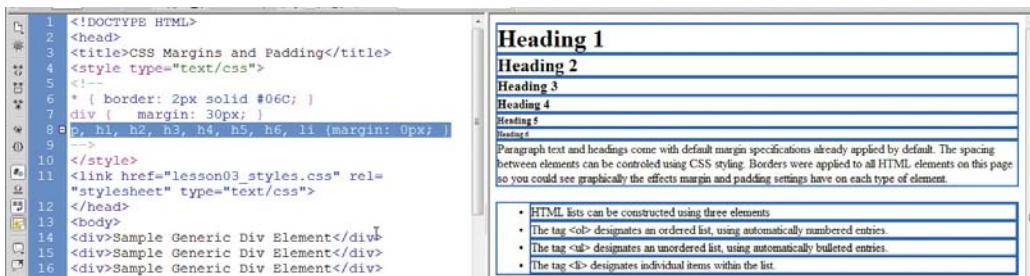 1 <!DOCTYPE HTML>
2 <head>
3 <title>CSS Margins and Padding</title>
4 <style type="text/css">
5 <!--
6 * { border: 2px solid #06C; }
7 div {   margin: 30px; }
8 p, h1, h2, h3, h4, h5, h6, li {margin: 0px; }
9 -->
10 </style>
11 <link href="lesson03_styles.css" rel=
"stylesheet" type="text/css">
12 </head>
13 <body>
14 <div>Sample Generic Div Element</div>
15 <div>Sample Generic Div Element</div>
16 <div>Sample Generic Div Element</div>
Heading 1
Heading 2
Heading 3
Heading 4
Heading 5
Heading 6
Paragraph text and headings come with default margin specifications already applied by default. The spacing
between elements can be controled using CSS styling. Borders were applied to all HTML elements on this page
so you could see graphically the effects margin and padding settings have on each type of element.
• HTML lists can be constructed using three elements
• The tag <ol> designates an ordered list, using automatically numbered entries.
• The tag <ul> designates an unordered list, using automatically bulleted entries.
• The tag <li> designates individual items within the list.